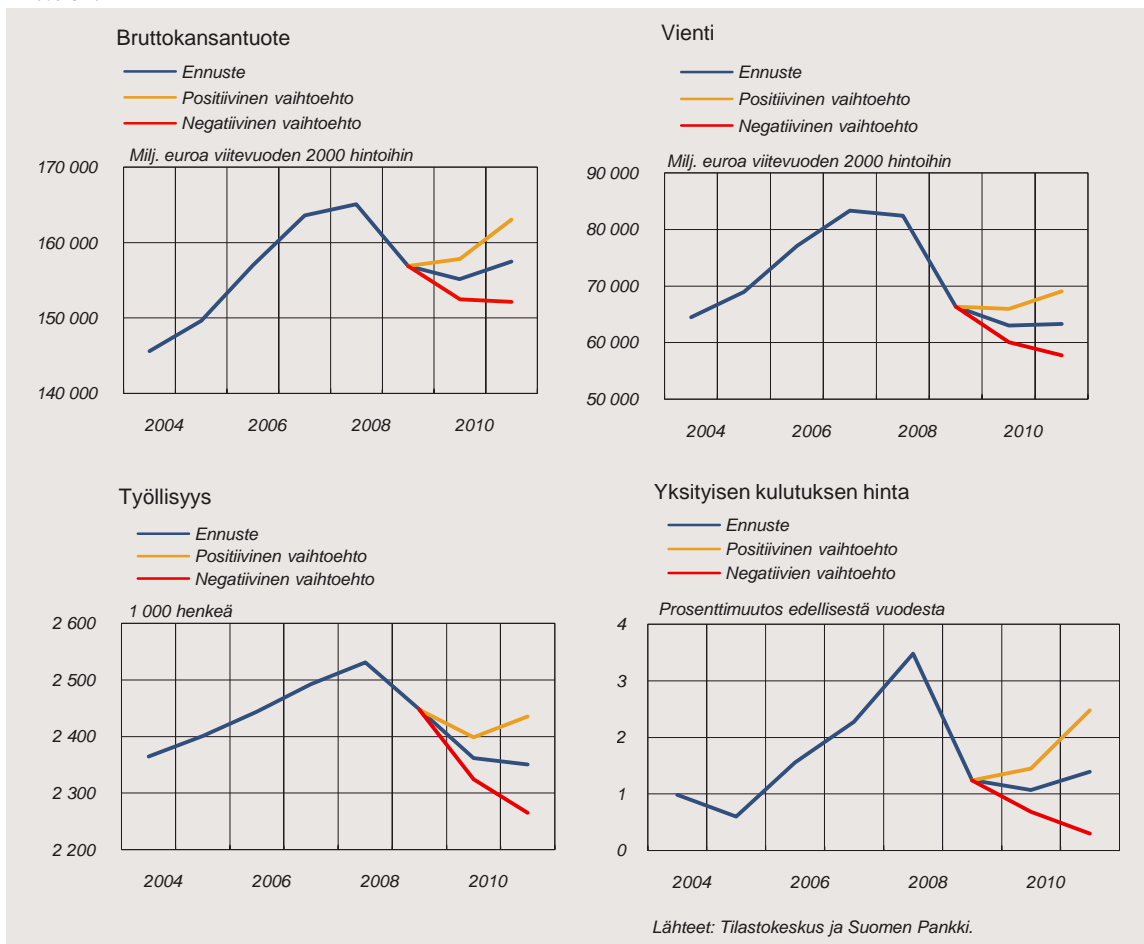 Bruttokansantuote
Ennuste
Positiivinen vaihtoehto
Negatiivinen vaihtoehto
Milj. euroa viitevuoden 2000 hintoihin
170 000
160 000
150 000
140 000
2004 2006 2008 2010
Vienti
Ennuste
Positiivinen vaihtoehto
Negatiivinen vaihtoehto
Milj. euroa viitevuoden 2000 hintoihin
90 000
80 000
70 000
60 000
50 000
2004 2006 2008 2010
Työllisyys
Ennuste
Positiivinen vaihtoehto
Negatiivinen vaihtoehto
1 000 henkeä
2 600
2 500
2 400
2 300
2 200
2004 2006 2008 2010
Yksityisen kulutuksen hinta
Ennuste
Positiivinen vaihtoehto
Negatiivien vaihtoehto
Prosenttimuutos edellisestä vuodesta
4
3
2
1
0
2004 2006 2008 2010
Lähteet: Tilastokeskus ja Suomen Pankki.